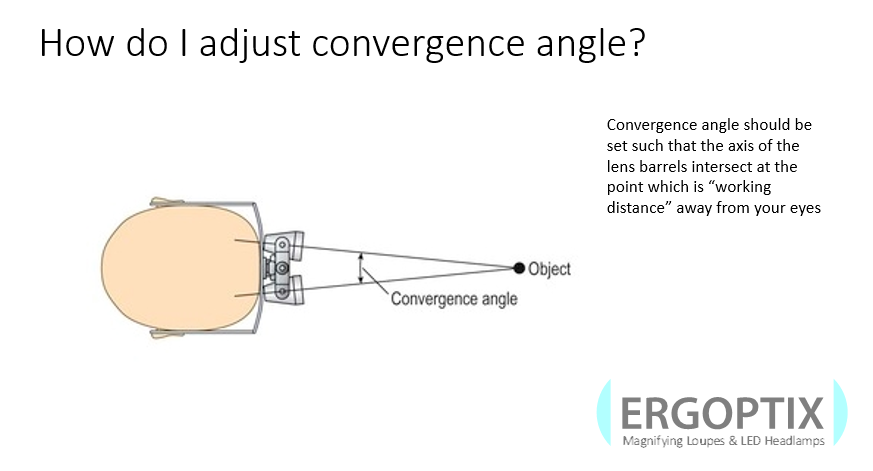 How do I adjust convergence angle?
Convergence angle should be
set such that the axis of the
lens barrels intersect at the
point which is “working
distance” away from your eyes
Object
Convergence angle
ERGOPTIX
Magnifying Loupes & LED Headlamps